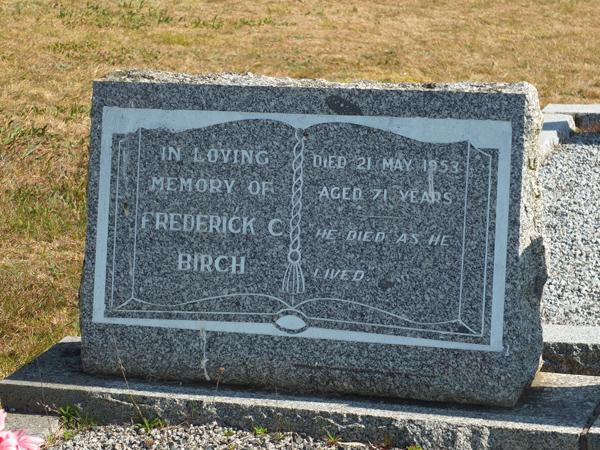 IN LOVING
MEMORY OF
FREDERICK C.
BIRCH
DIED 21 MAY 1953
AGED 71 YEARS
"HE DIED AS HE
LIVED"